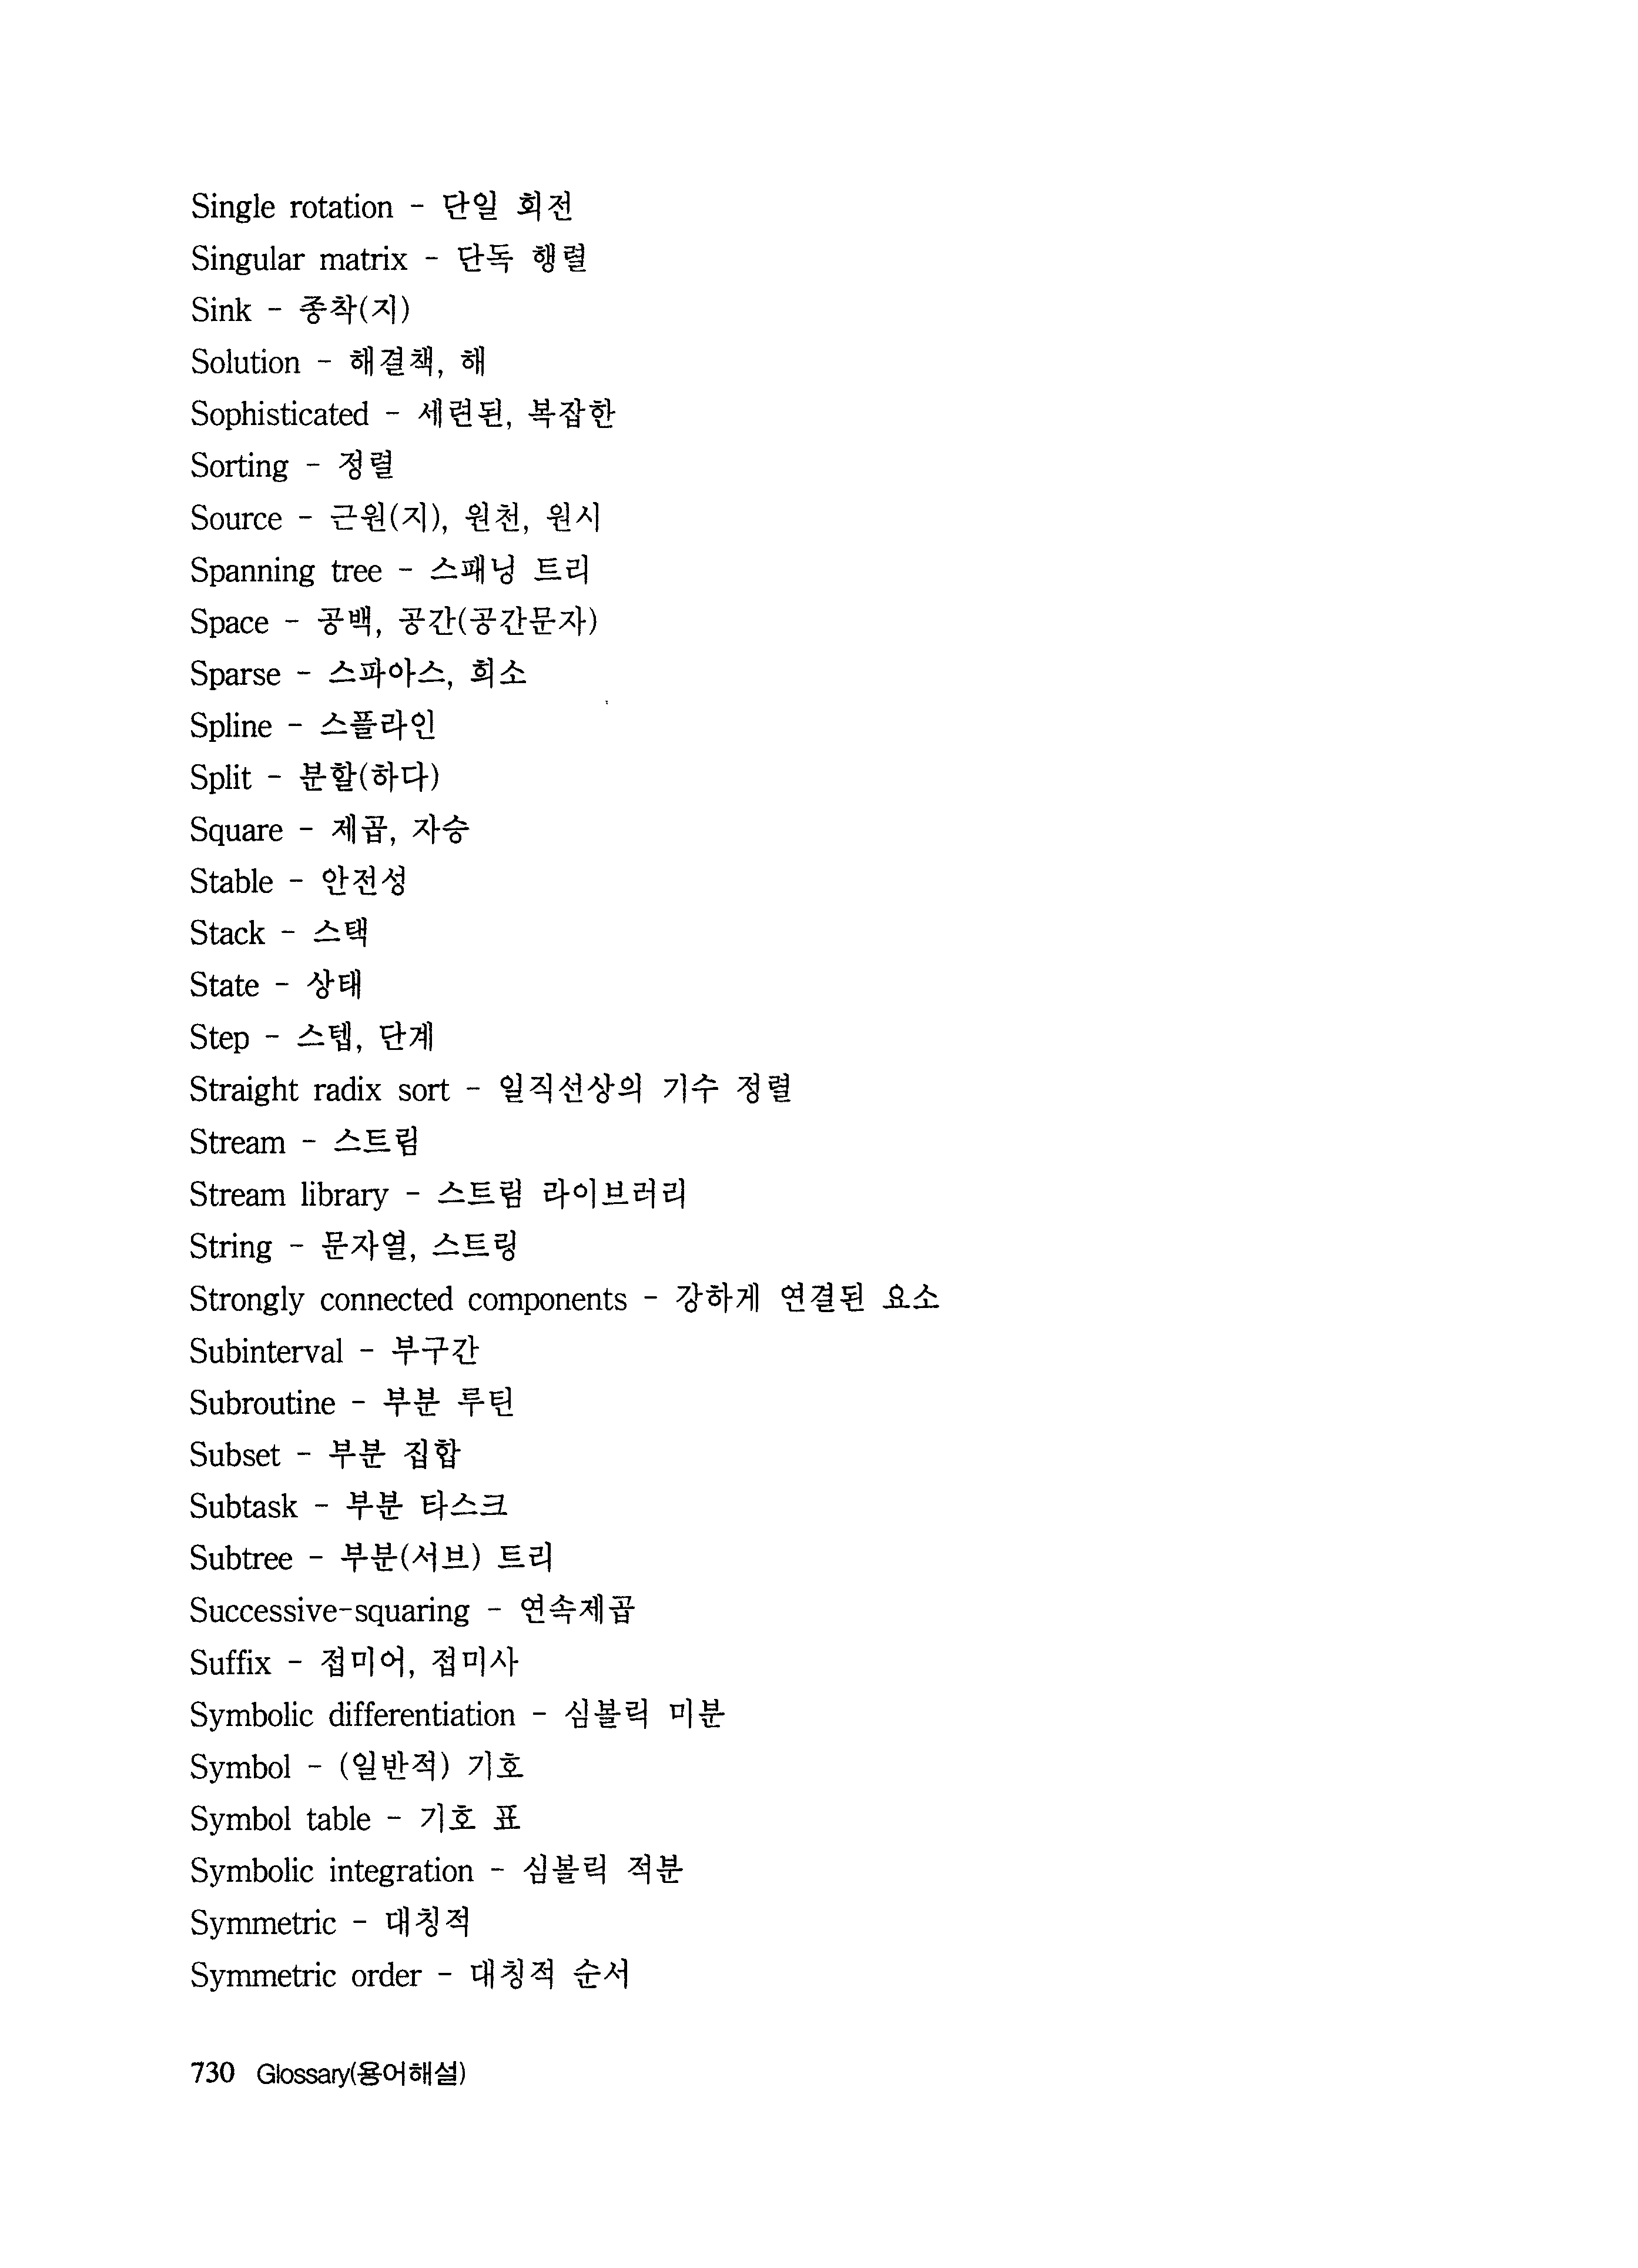 Single rotation - 단일 회전
Singular matrix - 단독 행렬
Sink - 종착(지)
Solution - 해결책, 해
Sophisticated - 세련된, 복잡한
Sorting - 정렬
Source - 근원(지), 원천, 원시
Spanning tree - 스패닝 트리
Space - 공백, 공간(공간문자)
Sparse - 스파아스, 희소
Spline - 스플라인
Split - 분할(하다)
Square - 제곱, 자승
Stable - 안전성
Stack - 스택
State - 상태
Step - 스텝, 단계
Straight radix sort - 일직선상의 기수 정렬
Stream - 스트림
Stream library - 스트림 라이브러리
String - 문자열, 스트링
Strongly connected components - 강하게 연결된 요소
Subinterval - 부구간
Subroutine - 부분 루틴
Subset - 부분 집합
Subtask - 부분 타스크
Subtree - 부분(서브) 트리
Successive-squaring - 연속제곱
Suffix - 접미어, 접미사
Symbolic differentiation - 심볼릭 미분
Symbol - (일반적) 기호
Symbol table - 기호 표
Symbolic integration - 심볼릭 적분
Symmetric - 대칭적
Symmetric order - 대칭적 순서
730 Glossary(용어해설)